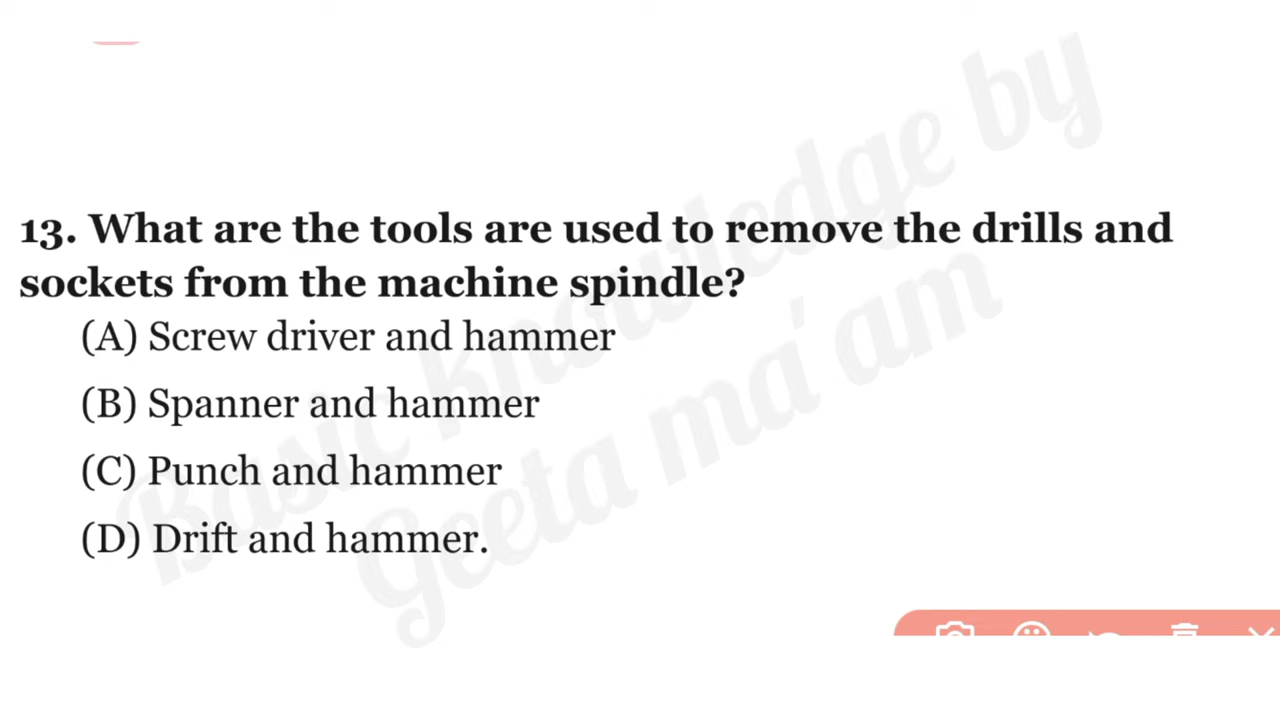 13. What are the tools are used to remove the drills and
sockets from the machine spindle?
(A) Screw driver and hammer
(B) Spanner and hammer
(C) Punch and hammer
(D) Drift and hammer.
Basic knowledge by
Geeta ma'am